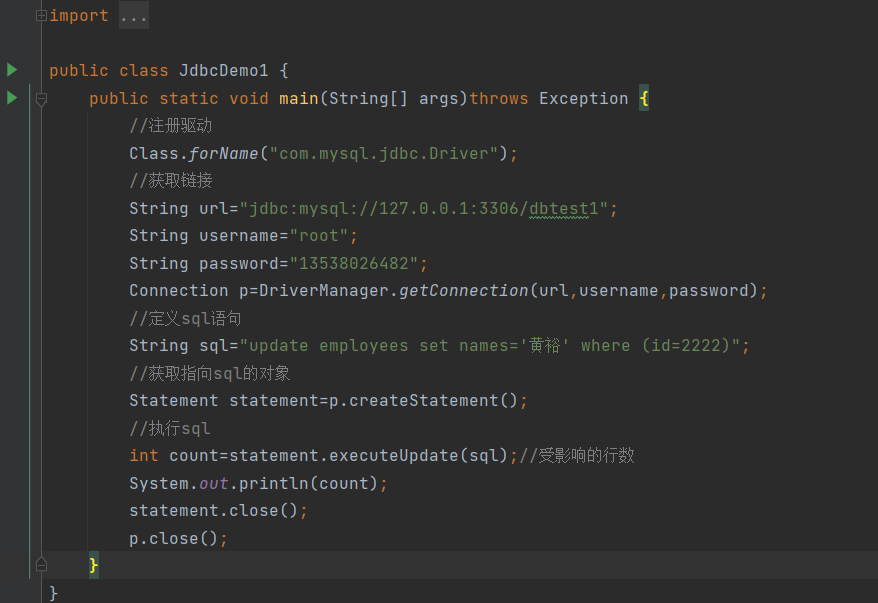 import ...
public class JdbcDemo1 {
public static void main(String[] args)throws Exception {
//注册驱动
Class.forName("com.mysql.jdbc.Driver");
//获取链接
String url="jdbc:mysql://127.0.0.1:3306/dbtest1";
String username="root";
String password="13538026482";
Connection p=DriverManager.getConnection(url,username,password);
//定义sql语句
String sql="update employees set names='黄裕' where (id=2222)";
//获取指向sql的对象
Statement statement=p.createStatement();
//执行sql
int count=statement.executeUpdate(sql);//受影响的行数
System.out.println(count);
statement.close();
p.close();
}
}